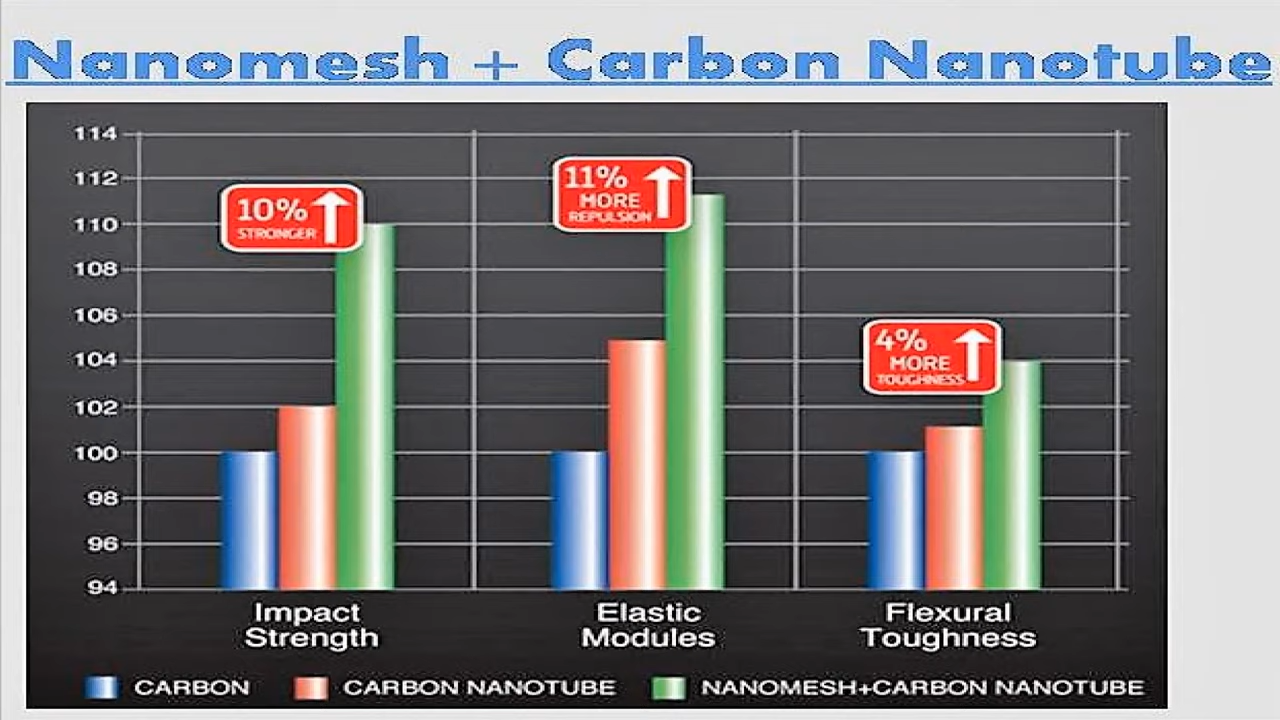 Nanomesh + Carbon Nanotube
114
112
110
108
106
104
102
100
98
96
94
10%
STRONGER
11%
MORE
REPULSION
4%
MORE
TOUGHNESS
Impact
Strength
Elastic
Modules
Flexural
Toughness
CARBON
CARBON NANOTUBE
NANOMESH+CARBON NANOTUBE